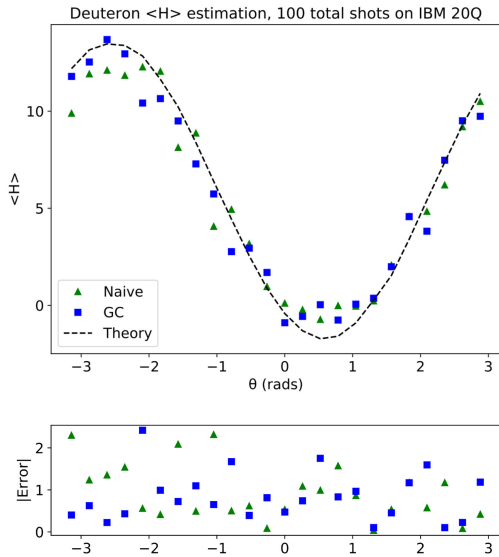 Deuteron <H> estimation, 100 total shots on IBM 20Q
10
5
0
<H>
Naive
GC
Theory
−3 −2 −1 0 1 2 3
θ (rads)
2
1
0
|Error|
−3 −2 −1 0 1 2 3